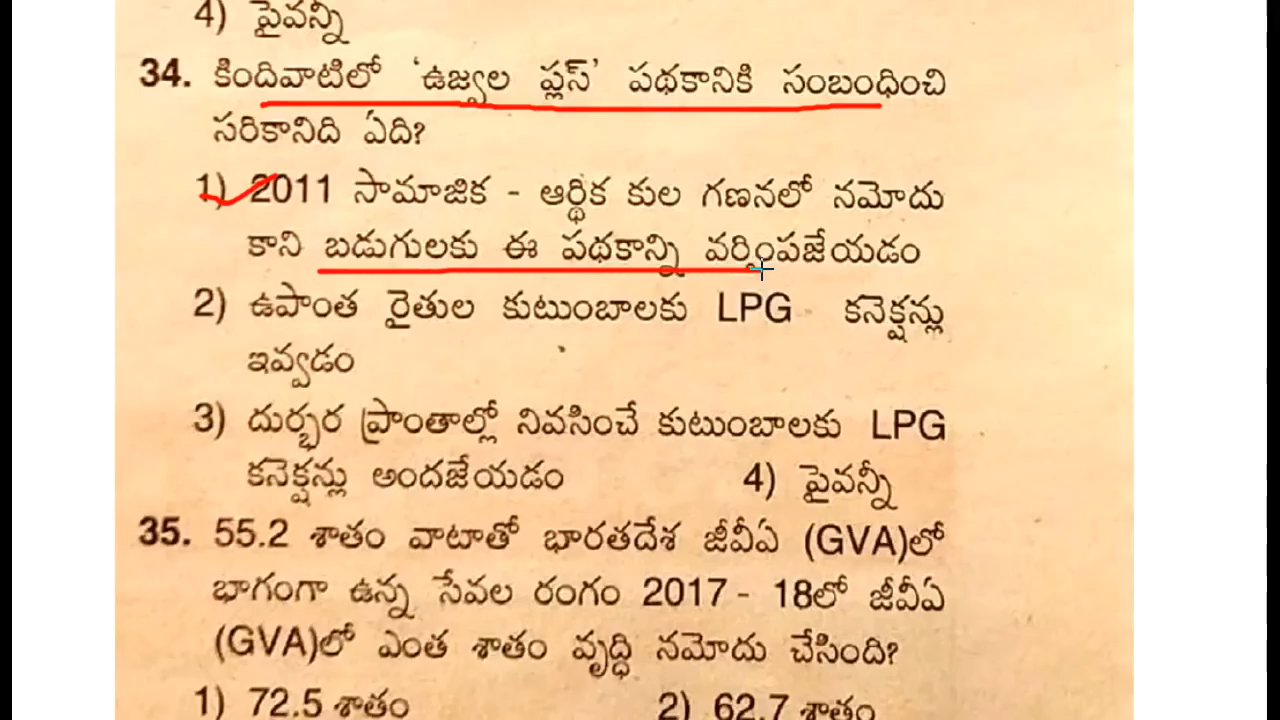 4) పైవన్నీ
34. కిందివాటిలో ‘ఉజ్వల ప్లస్’ పథకానికి సంబంధించి
సరికానిది ఏది?
1) 2011 సామాజిక - ఆర్థిక కుల గణనలో నమోదు
కాని బడుగులకు ఈ పథకాన్ని వర్తింపజేయడం
2) ఉపాంత రైతుల కుటుంబాలకు LPG కనెక్షన్లు
ఇవ్వడం
3) దుర్భర ప్రాంతాల్లో నివసించే కుటుంబాలకు LPG
కనెక్షన్లు అందజేయడం 4) పైవన్నీ
35. 55.2 శాతం వాటాతో భారతదేశ జీవీఏ (GVA)లో
భాగంగా ఉన్న సేవల రంగం 2017 - 18లో జీవీఏ
(GVA)లో ఎంత శాతం వృద్ధి నమోదు చేసింది?
1) 72.5 శాతం 2) 62.7 శాతం